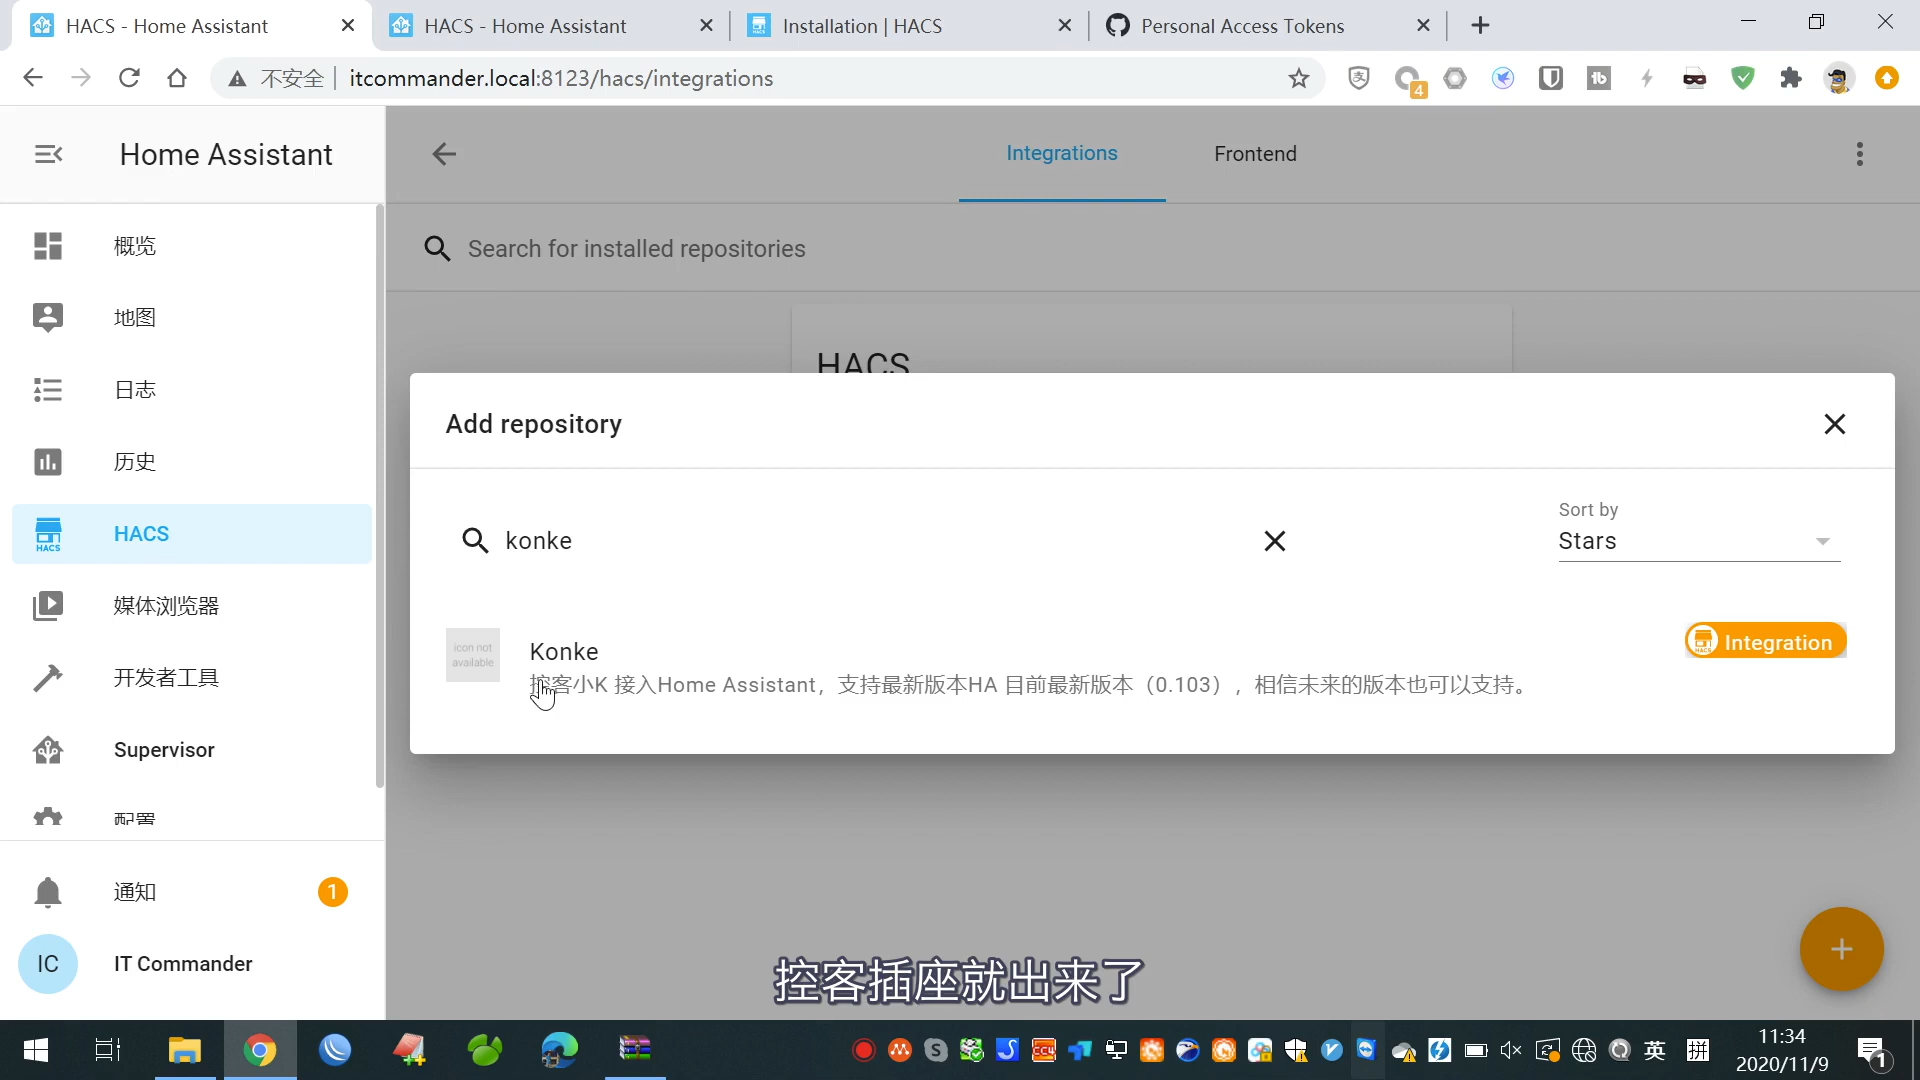 HACS - Home Assistant
HACS - Home Assistant
Installation | HACS
Personal Access Tokens
不安全
itcommander.local:8123/hacs/integrations
4
Home Assistant
Integrations
Frontend
概览
Search for installed repositories
地图
HACS
日志
Add repository
历史
Sort by
konke
Stars
HACS
HACS
媒体浏览器
icon not available
Konke
Integration
控客小K 接入Home Assistant，支持最新版本HA 目前最新版本（0.103），相信未来的版本也可以支持。
开发者工具
Supervisor
配置
通知
1
IC
IT Commander
控客插座就出来了
英
拼
11:34
2020/11/9
1